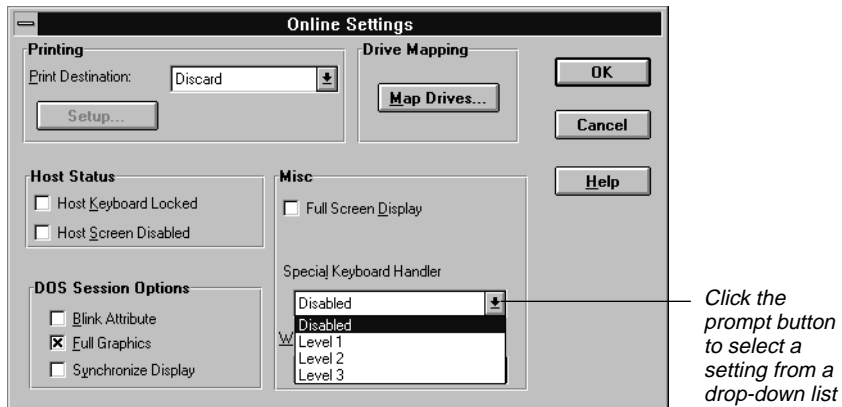 Online Settings
Printing
Print Destination:
Discard
Setup...
Drive Mapping
Map Drives...
OK
Cancel
Help
Host Status
Host Keyboard Locked
Host Screen Disabled
DOS Session Options
Blink Attribute
Full Graphics
Synchronize Display
Misc
Full Screen Display
Special Keyboard Handler
Disabled
Disabled
W
Level 1
Level 2
Level 3
Click the
prompt button
to select a
setting from a
drop-down list